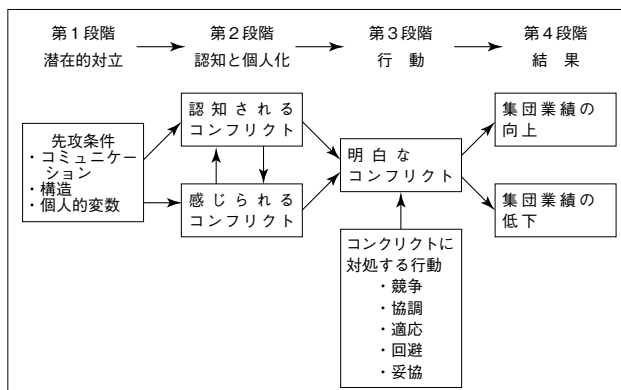 第1段階
潜在的対立
第2段階
認知と個人化
第3段階
行 動
第4段階
結 果
先攻条件
・コミュニケー
ション
・構造
・個人的変数
認知される
コンフリクト
感じられる
コンフリクト
明白な
コンフリクト
コンクリクトに
対処する行動
・競争
・協調
・適応
・回避
・妥協
集団業績の
向上
集団業績の
低下